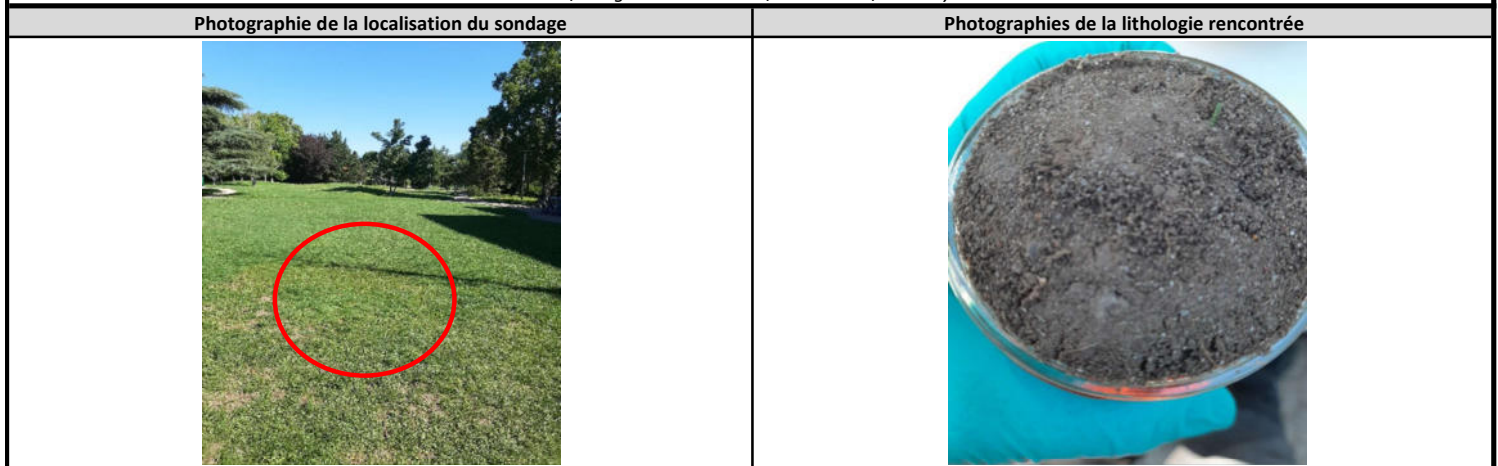 Photographie de la localisation du sondage
Photographies de la lithologie rencontrée